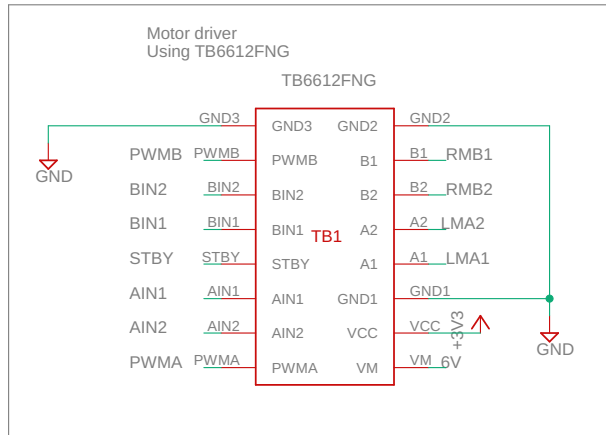 Motor driver
Using TB6612FNG
TB6612FNG
GND3 GND3 GND2 GND2
PWMB PWMB PWMB B1 B1 RMB1
GND
BIN2 BIN2 BIN2 B2 B2 RMB2
BIN1 BIN1 BIN1 TB1 A2 A2 LMA2
STBY STBY STBY A1 A1 LMA1
AIN1 AIN1 AIN1 GND1 GND1
AIN2 AIN2 AIN2 VCC VCC +3V3
GND
PWMA PWMA PWMA VM VM 6V